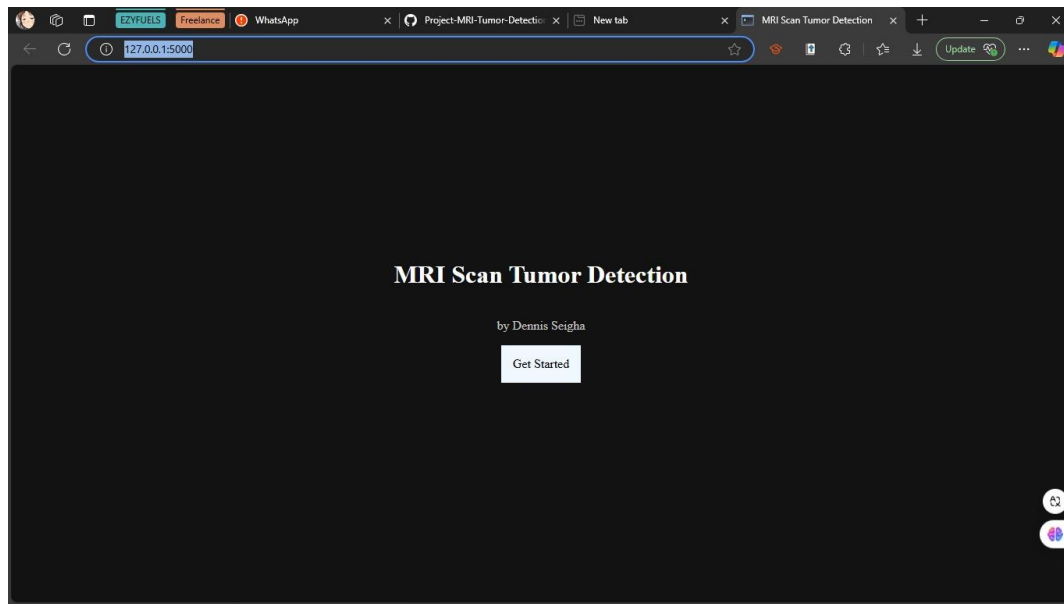 EZYFUELS Freelance WhatsApp Project-MRI-Tumor-Detectio New tab MRI Scan Tumor Detection
127.0.0.1:5000 Update
MRI Scan Tumor Detection
by Dennis Seigha
Get Started